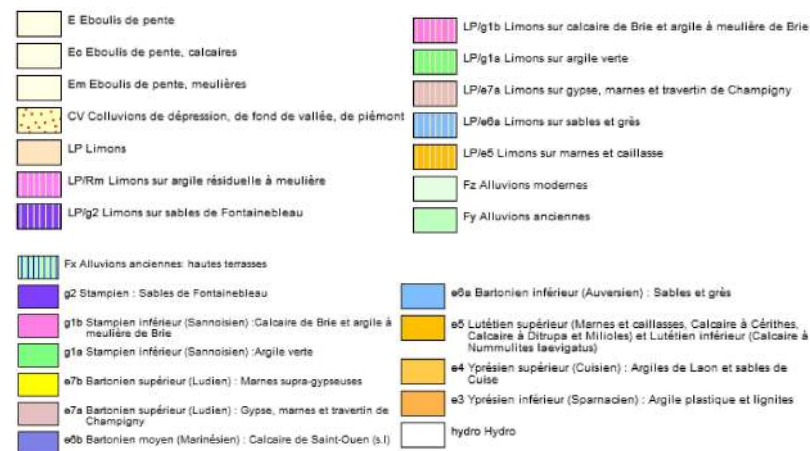 E Eboulis de pente
Ec Eboulis de pente, calcaires
Em Eboulis de pente, meulières
CV Colluvions de dépression, de fond de vallée, de piémont
LP Limons
LP/Rm Limons sur argile résiduelle à meulière
LP/g2 Limons sur sables de Fontainebleau
LP/g1b Limons sur calcaire de Brie et argile à meulière de Brie
LP/g1a Limons sur argile verte
LP/e7a Limons sur gypse, marnes et travertin de Champigny
LP/e6a Limons sur sables et grès
LP/e5 Limons sur marnes et caillasse
Fz Alluvions modernes
Fy Alluvions anciennes
Fx Alluvions anciennes: hautes terrasses
g2 Stampien : Sables de Fontainebleau
g1b Stampien inférieur (Sannoisien) :Calcaire de Brie et argile à
meulière de Brie
g1a Stampien inférieur (Sannoisien) :Argile verte
e7b Bartonien supérieur (Ludien) : Marnes supra-gypseuses
e7a Bartonien supérieur (Ludien) : Gypse, marnes et travertin de
Champigny
e6b Bartonien moyen (Marinésien) : Calcaire de Saint-Ouen (s.l)
e6a Bartonien inférieur (Auversien) : Sables et grès
e5 Lutétien supérieur (Marnes et caillasses, Calcaire à Cérithes,
Calcaire à Ditrupa et Milioles) et Lutétien inférieur (Calcaire à
Nummulites laevigatus)
e4 Yprésien supérieur (Cuisien) : Argiles de Laon et sables de
Cuise
e3 Yprésien inférieur (Sparnacien) : Argile plastique et lignites
hydro Hydro